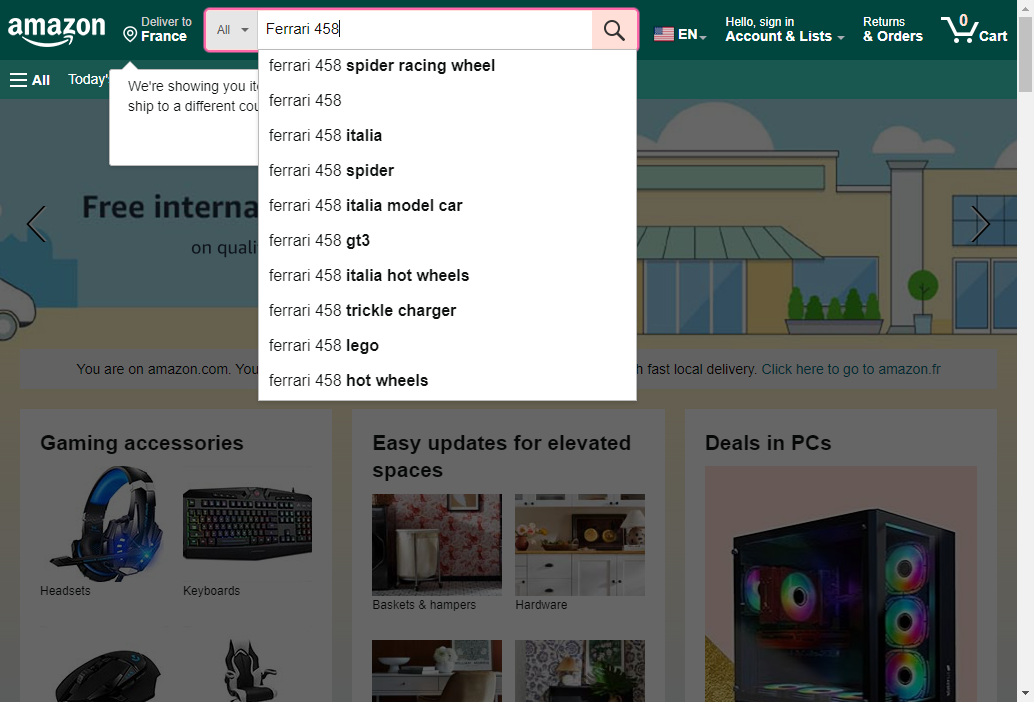 amazon
Deliver to
France
All
Ferrari 458
EN
Hello, sign in
Account & Lists
Returns
& Orders
0
Cart
All
Today's
We're showing you ite
ship to a different cou
ferrari 458 spider racing wheel
ferrari 458
ferrari 458 italia
ferrari 458 spider
ferrari 458 italia model car
ferrari 458 gt3
ferrari 458 italia hot wheels
ferrari 458 trickle charger
ferrari 458 lego
ferrari 458 hot wheels
Free interna
on quali
You are on amazon.com. You
h fast local delivery. Click here to go to amazon.fr
Gaming accessories
Headsets
Keyboards
Easy updates for elevated
spaces
Baskets & hampers
Hardware
Deals in PCs